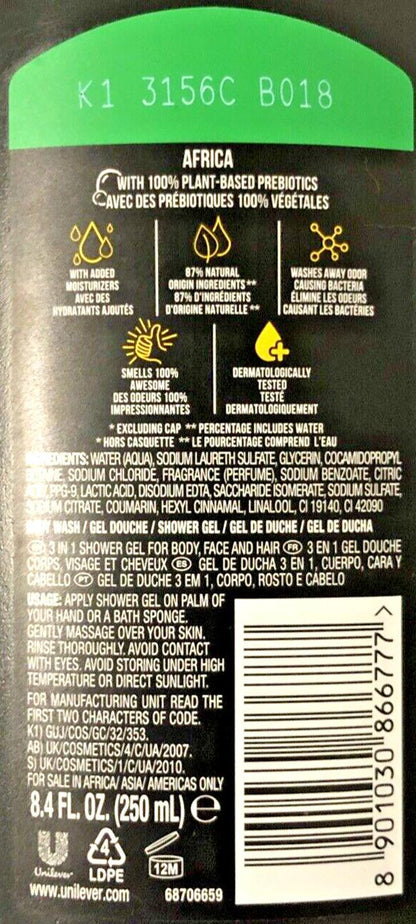 K1 3156C B018
AFRICA
WITH 100% PLANT-BASED PREBIOTICS
AVEC DES PRÉBIOTIQUES 100% VÉGÉTALES
WITH ADDED
MOISTURIZERS
AVEC DES
HYDRATANTS AJOUTÉS
87% NATURAL
ORIGIN INGREDIENTS**
87% D'INGRÉDIENTS
D'ORIGINE NATURELLE**
WASHES AWAY ODOR
CAUSING BACTERIA
ÉLIMINE LES ODEURS
CAUSANT LES BACTÉRIES
SMELLS 100%
AWESOME
DES ODEURS 100%
IMPRESSIONNANTES
DERMATOLOGICALLY
TESTED
TESTÉ
DERMATOLOGIQUEMENT
* EXCLUDING CAP ** PERCENTAGE INCLUDES WATER
* HORS CASQUETTE ** LE POURCENTAGE COMPREND L'EAU
INGREDIENTS: WATER (AQUA), SODIUM LAURETH SULFATE, GLYCERIN, COCAMIDOPROPYL
BETAINE, SODIUM CHLORIDE, FRAGRANCE (PERFUME), SODIUM BENZOATE, CITRIC
ACID, PPG-9, LACTIC ACID, DISODIUM EDTA, SACCHARIDE ISOMERATE, SODIUM SULFATE,
SODIUM CITRATE, COUMARIN, HEXYL CINNAMAL, LINALOOL, CI 19140, CI 42090
BODY WASH / GEL DOUCHE / SHOWER GEL / GEL DE DUCHE / GEL DE DUCHA
GB 3 IN 1 SHOWER GEL FOR BODY, FACE AND HAIR FR 3 EN 1 GEL DOUCHE
CORPS, VISAGE ET CHEVEUX ES GEL DE DUCHA 3 EN 1, CUERPO, CARA Y
CABELLO PT GEL DE DUCHE 3 EM 1, CORPO, ROSTO E CABELO
USAGE: APPLY SHOWER GEL ON PALM OF
YOUR HAND OR A BATH SPONGE.
GENTLY MASSAGE OVER YOUR SKIN.
RINSE THOROUGHLY. AVOID CONTACT
WITH EYES. AVOID STORING UNDER HIGH
TEMPERATURE OR DIRECT SUNLIGHT.
FOR MANUFACTURING UNIT READ THE
FIRST TWO CHARACTERS OF CODE.
K1) GUJ/COS/GC/32/353.
AB) UK/COSMETICS/4/C/UA/2007.
S) UK/COSMETICS/1/C/UA/2010.
FOR SALE IN AFRICA/ ASIA/ AMERICAS ONLY
8.4 FL. OZ. (250 mL) e
Unilever
4
LDPE
12M
www.unilever.com
68706659
8 901030 866777 >